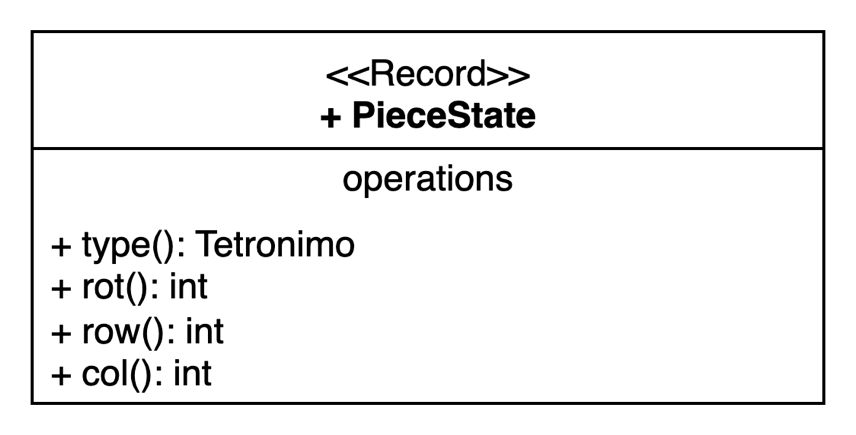 <<Record>>
+ PieceState
operations
+ type(): Tetronimo
+ rot(): int
+ row(): int
+ col(): int